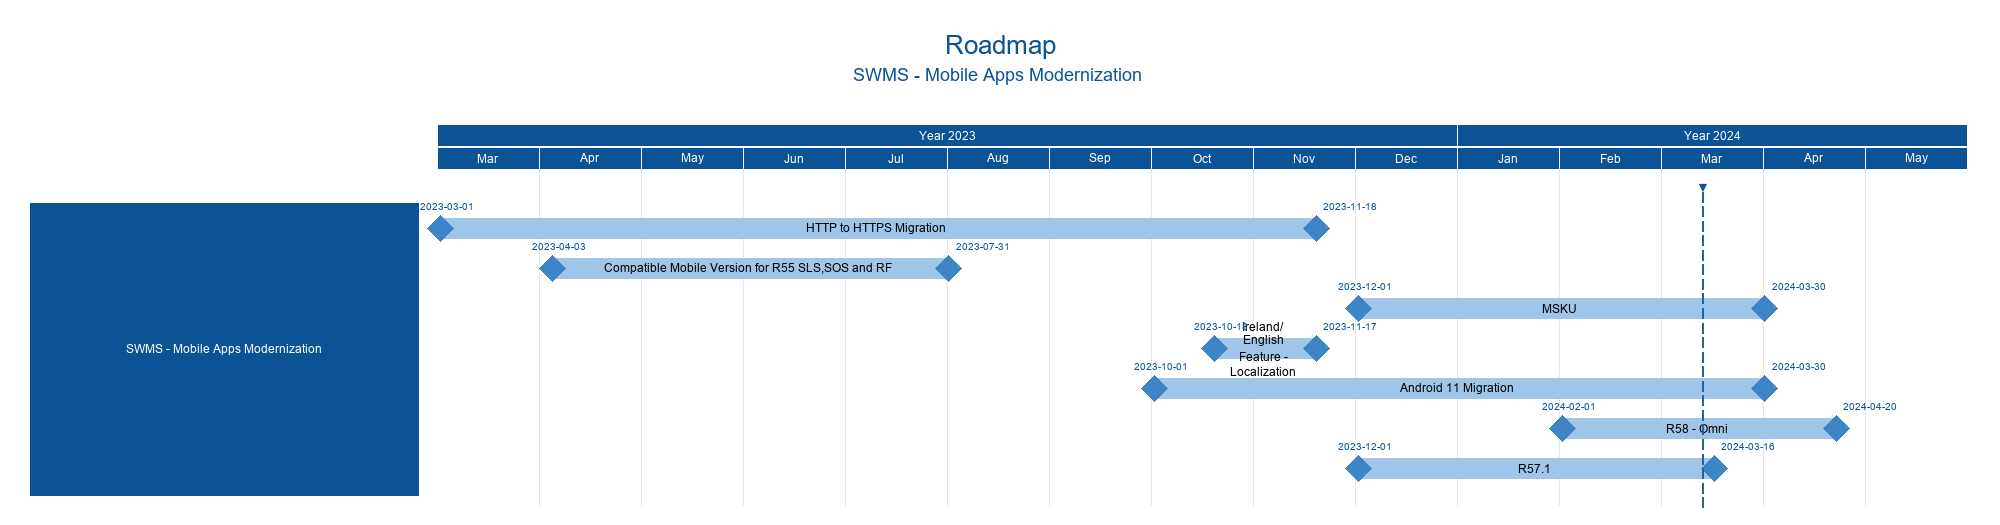 Roadmap
SWMS - Mobile Apps Modernization
Year 2023 Year 2024
Mar Apr May Jun Jul Aug Sep Oct Nov Dec Jan Feb Mar Apr May
SWMS - Mobile Apps Modernization
2023-03-01 2023-11-18
HTTP to HTTPS Migration
2023-04-03 2023-07-31
Compatible Mobile Version for R55 SLS,SOS and RF
2023-12-01 2024-03-30
MSKU
2023-11-17
Ireland/
English
Feature -
Localization
2023-10-01 2024-03-30
Android 11 Migration
2024-02-01 2024-04-20
R58 - Omni
2023-12-01 2024-03-16
R57.1